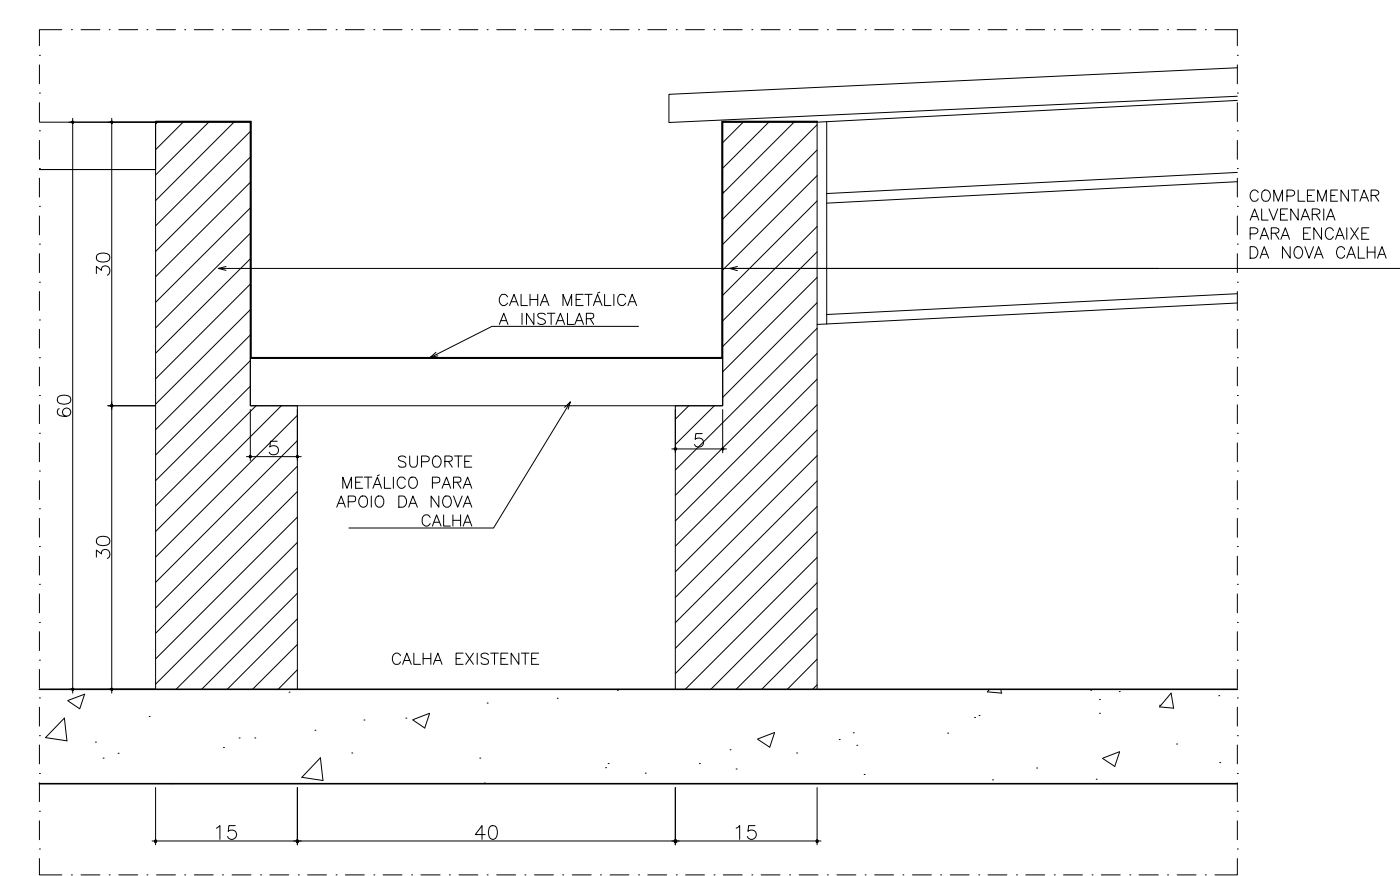 COMPLEMENTAR
ALVENARIA
PARA ENCAIXE
DA NOVA CALHA
30
CALHA METÁLICA
A INSTALAR
60
5
5
SUPORTE
METÁLICO PARA
APOIO DA NOVA
CALHA
30
CALHA EXISTENTE
15
40
15